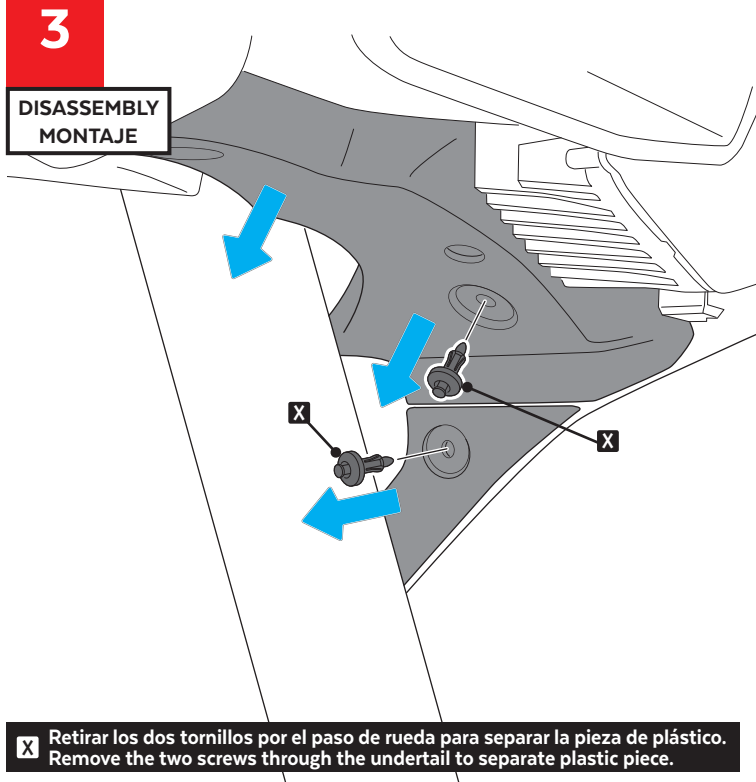 3
DISASSEMBLY
MONTAJE
X
X
X Retirar los dos tornillos por el paso de rueda para separar la pieza de plástico.
Remove the two screws through the undertail to separate plastic piece.